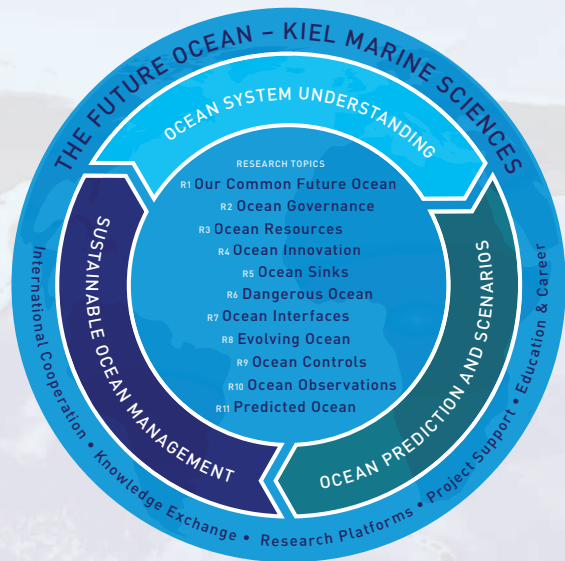 THE FUTURE OCEAN – KIEL MARINE SCIENCES
OCEAN SYSTEM UNDERSTANDING
RESEARCH TOPICS
R1 Our Common Future Ocean
R2 Ocean Governance
R3 Ocean Resources
R4 Ocean Innovation
R5 Ocean Sinks
R6 Dangerous Ocean
R7 Ocean Interfaces
R8 Evolving Ocean
R9 Ocean Controls
R10 Ocean Observations
R11 Predicted Ocean
SUSTAINABLE OCEAN MANAGEMENT
OCEAN PREDICTION AND SCENARIOS
International Cooperation • Knowledge Exchange • Research Platforms • Project Support • Education & Career